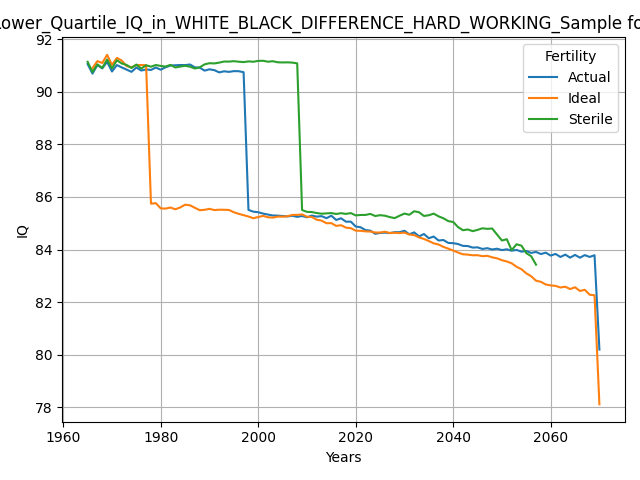 Lower_Quartile_IQ_in_WHITE_BLACK_DIFFERENCE_HARD_WORKING_Sample fo
92
90
88
86
84
82
80
78
IQ
Fertility
Actual
Ideal
Sterile
1960
1980
2000
2020
2040
2060
Years